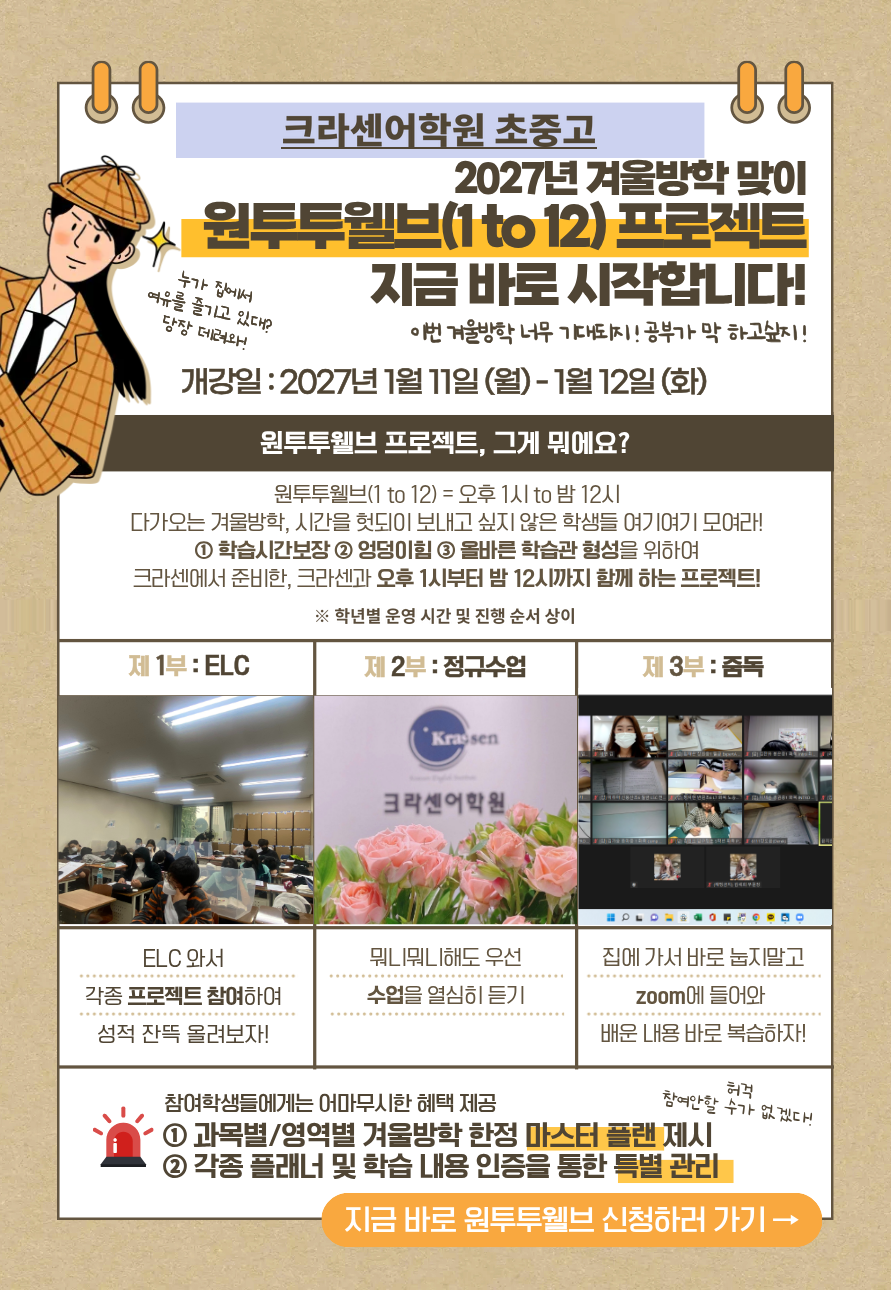 크라센어학원 초중고
2027년 겨울방학 맞이
원투투웰브(1 to 12) 프로젝트
지금 바로 시작합니다!
누가 집에서
여유를 즐기고 있대?
당장 데려와!
이번 겨울방학 너무 기대되지! 공부가 막 하고싶지!
개강일 : 2027년 1월 11일 (월) - 1월 12일 (화)
원투투웰브 프로젝트, 그게 뭐에요?
원투투웰브(1 to 12) = 오후 1시 to 밤 12시
다가오는 겨울방학, 시간을 헛되이 보내고 싶지 않은 학생들 여기여기 모여라!
① 학습시간보장 ② 엉덩이힘 ③ 올바른 학습관 형성을 위하여
크라센에서 준비한, 크라센과 오후 1시부터 밤 12시까지 함께 하는 프로젝트!
※ 학년별 운영 시간 및 진행 순서 상이
제 1부 : ELC
제 2부 : 정규수업
제 3부 : 줌독
Krassen
크라센어학원
ELC 와서
각종 프로젝트 참여하여
성적 잔뜩 올려보자!
뭐니뭐니해도 우선
수업을 열심히 듣기
집에 가서 바로 눕지말고
zoom에 들어와
배운 내용 바로 복습하자!
참여학생들에게는 어마무시한 혜택 제공
허걱
참여안할 수가 없겠다!
① 과목별/영역별 겨울방학 한정 마스터 플랜 제시
② 각종 플래너 및 학습 내용 인증을 통한 특별 관리
지금 바로 원투투웰브 신청하러 가기 →